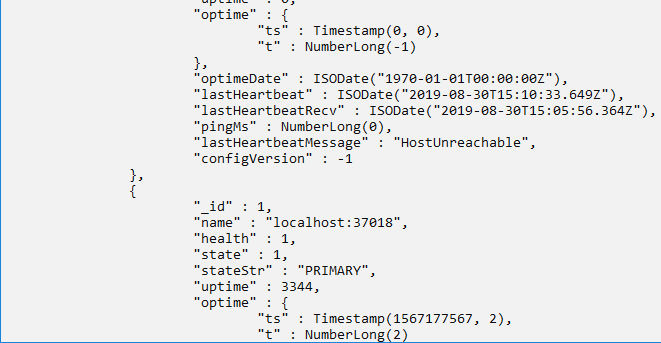 "uptime" : 0,
"optime" : {
"ts" : Timestamp(0, 0),
"t" : NumberLong(-1)
},
"optimeDate" : ISODate("1970-01-01T00:00:00Z"),
"lastHeartbeat" : ISODate("2019-08-30T15:10:33.649Z"),
"lastHeartbeatRecv" : ISODate("2019-08-30T15:05:56.364Z"),
"pingMs" : NumberLong(0),
"lastHeartbeatMessage" : "HostUnreachable",
"configVersion" : -1
},
{
"_id" : 1,
"name" : "localhost:37018",
"health" : 1,
"state" : 1,
"stateStr" : "PRIMARY",
"uptime" : 3344,
"optime" : {
"ts" : Timestamp(1567177567, 2),
"t" : NumberLong(2)